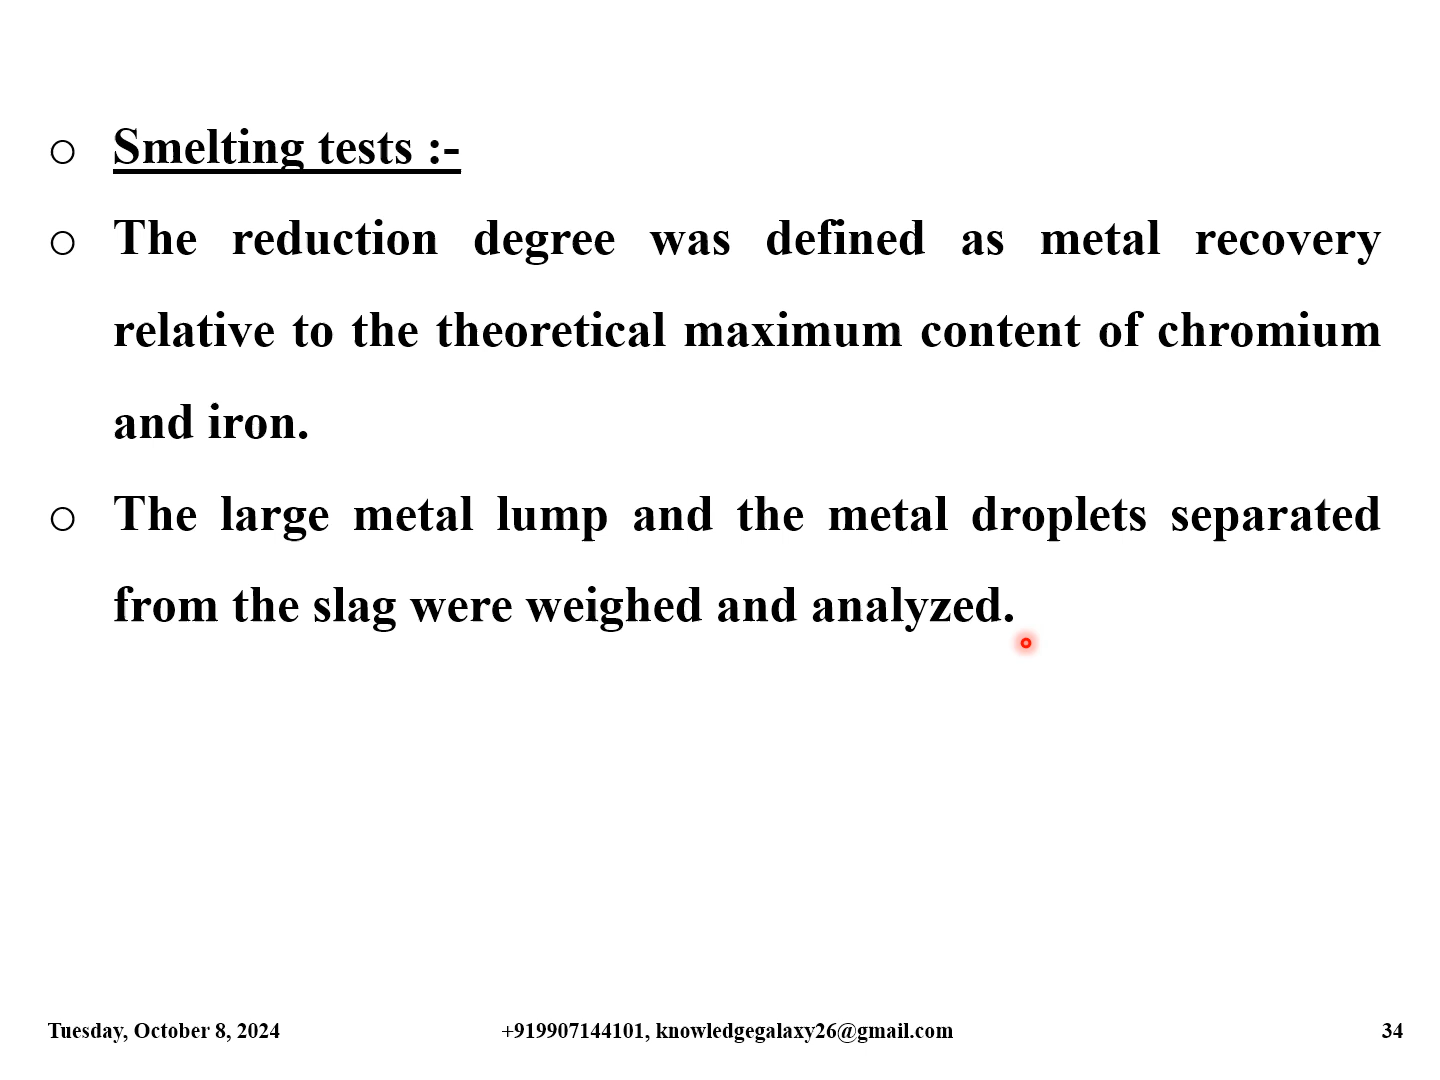 Smelting tests :-
The reduction degree was defined as metal recovery
relative to the theoretical maximum content of chromium
and iron.
The large metal lump and the metal droplets separated
from the slag were weighed and analyzed.
Tuesday, October 8, 2024
+919907144101, knowledgegalaxy26@gmail.com
34